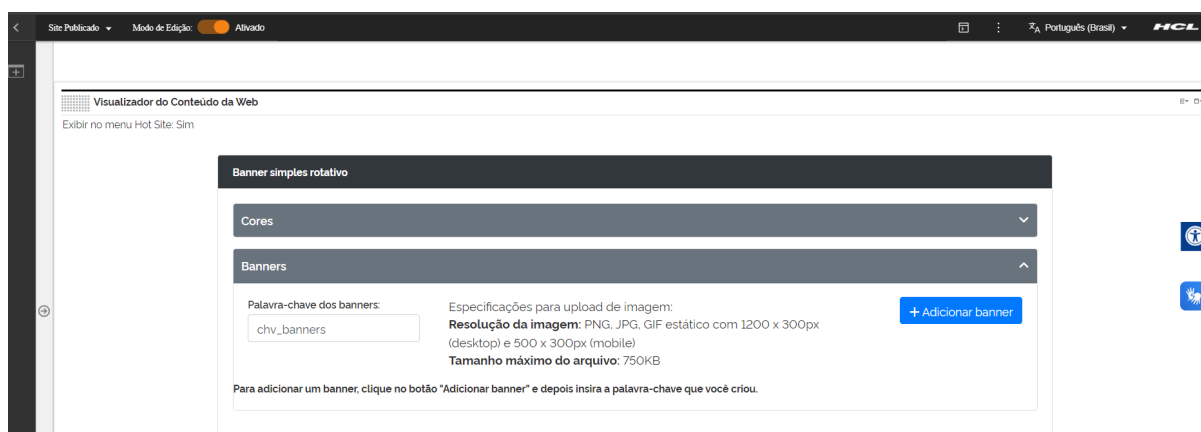 Site Publicado Modo de Edição: Ativado Português (Brasil) HCL
Visualizador do Conteúdo da Web
Exibir no menu Hot Site: Sim
Banner simples rotativo
Cores
Banners
Palavra-chave dos banners:
chv_banners
Especificações para upload de imagem:
Resolução da imagem: PNG, JPG, GIF estático com 1200 x 300px
(desktop) e 500 x 300px (mobile)
Tamanho máximo do arquivo: 750KB
+ Adicionar banner
Para adicionar um banner, clique no botão "Adicionar banner" e depois insira a palavra-chave que você criou.